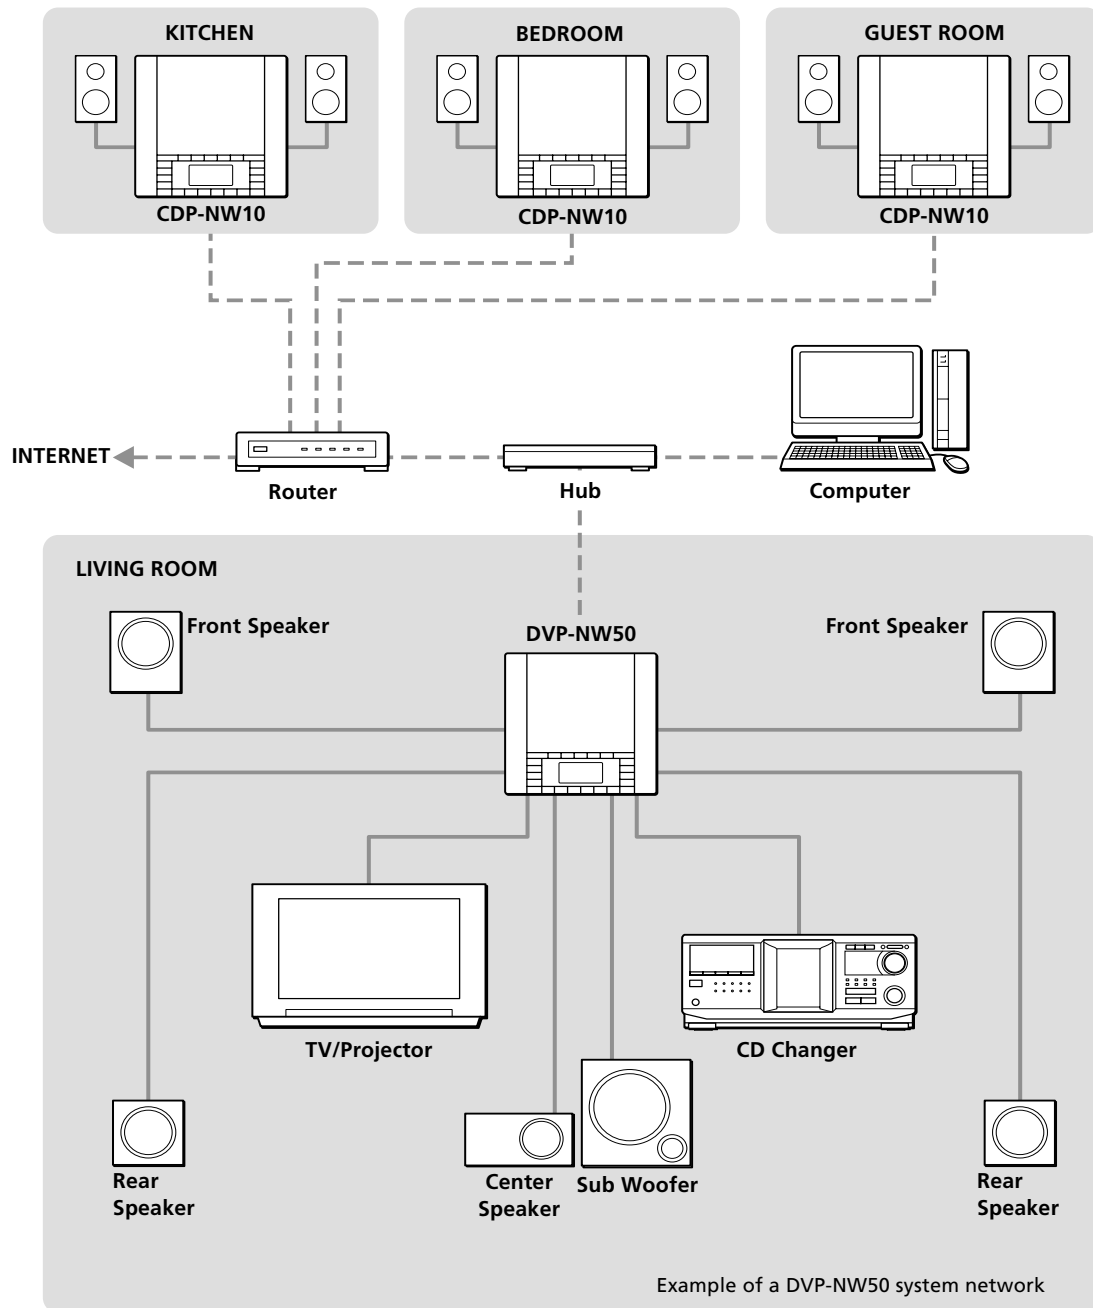 KITCHEN
BEDROOM
GUEST ROOM
CDP-NW10
CDP-NW10
CDP-NW10
INTERNET
Router
Hub
Computer
LIVING ROOM
Front Speaker
DVP-NW50
Front Speaker
TV/Projector
CD Changer
Rear
Speaker
Center
Speaker
Sub Woofer
Rear
Speaker
Example of a DVP-NW50 system network